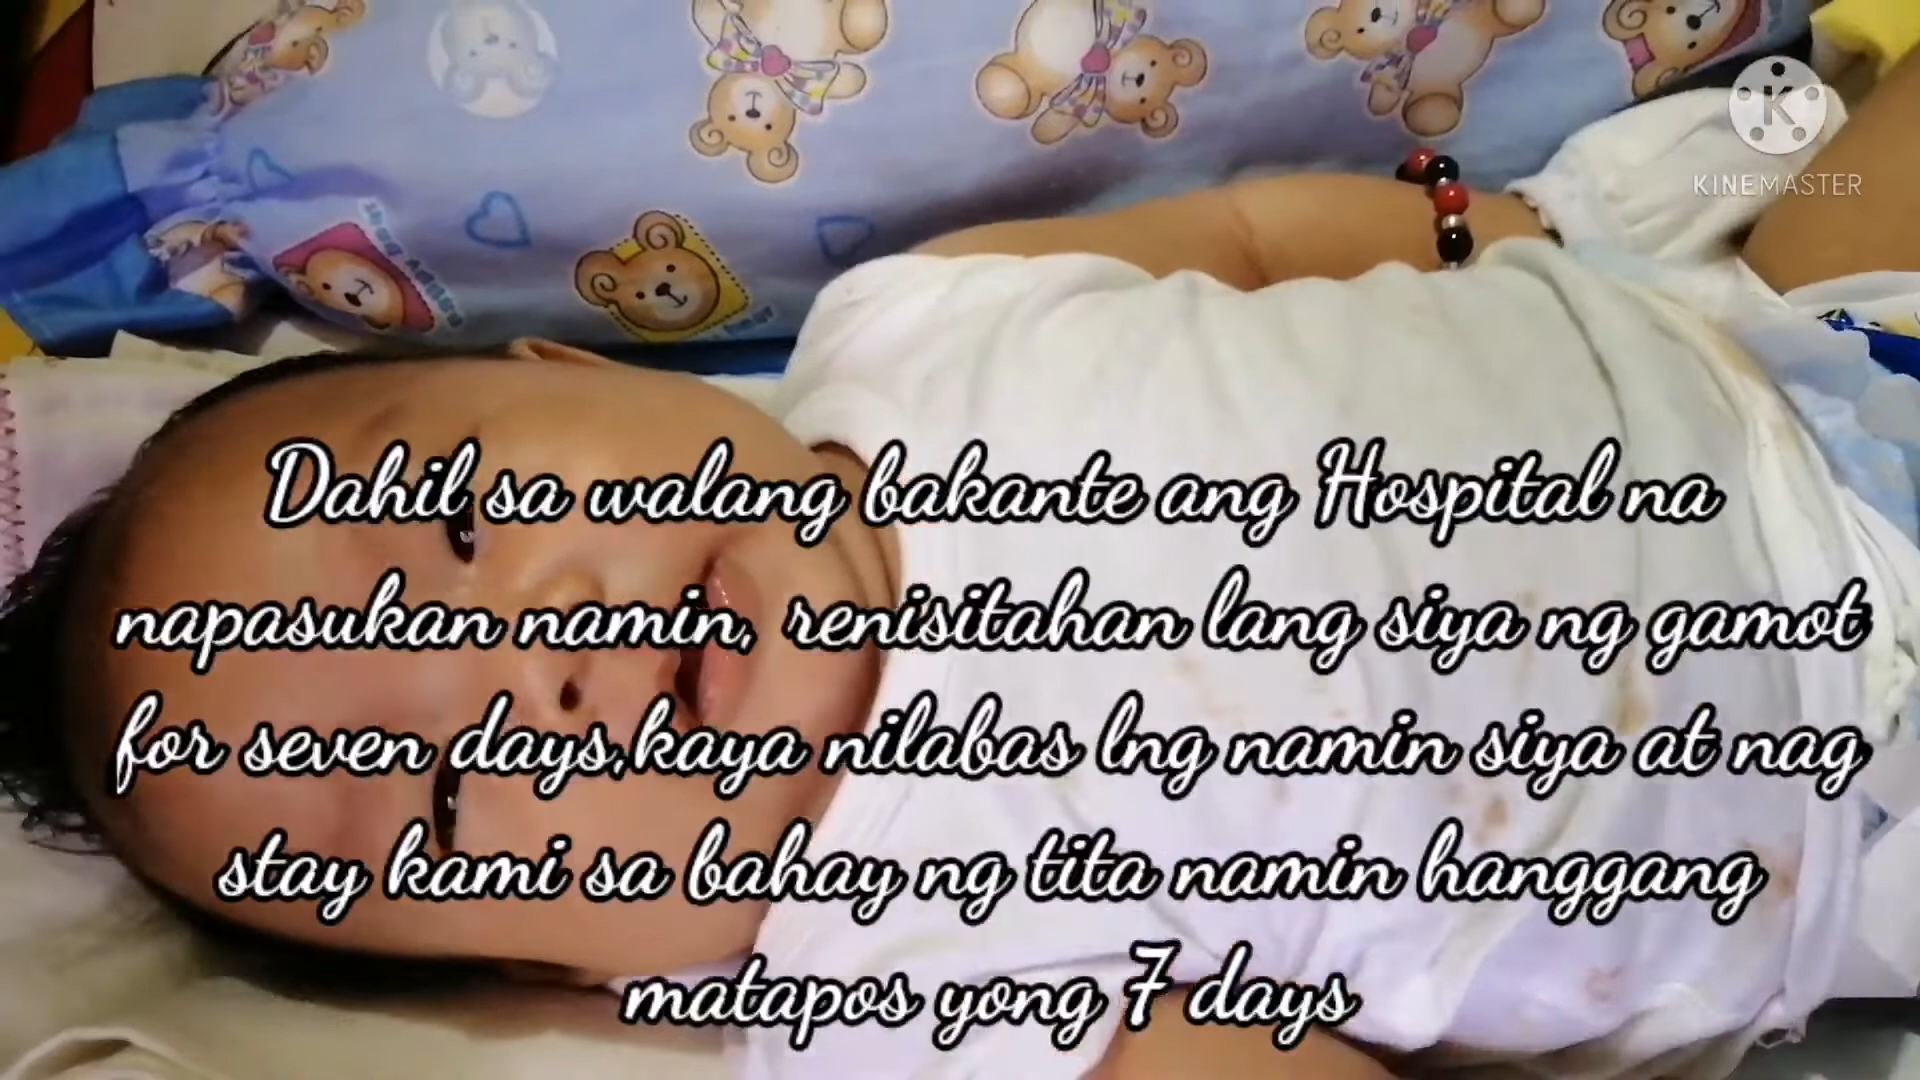 KINEMASTER
Dahil sa walang bakante ang Hospital na
napasukan namin, renisitahan lang siya ng gamot
for seven days,kaya nilabas lng namin siya at nag
stay kami sa bahay ng tita namin hanggang
matapos yong 7 days